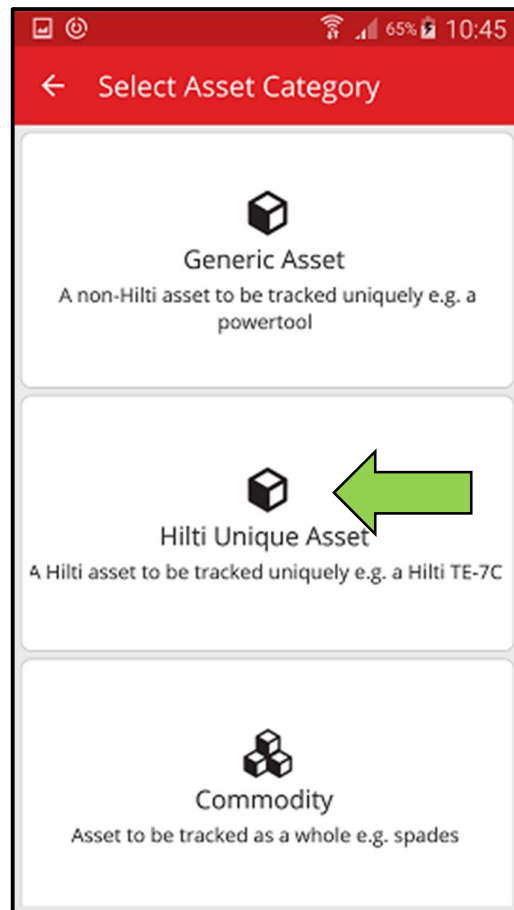 65% 10:45
Select Asset Category
Generic Asset
A non-Hilti asset to be tracked uniquely e.g. a
powertool
Hilti Unique Asset
A Hilti asset to be tracked uniquely e.g. a Hilti TE-7C
Commodity
Asset to be tracked as a whole e.g. spades